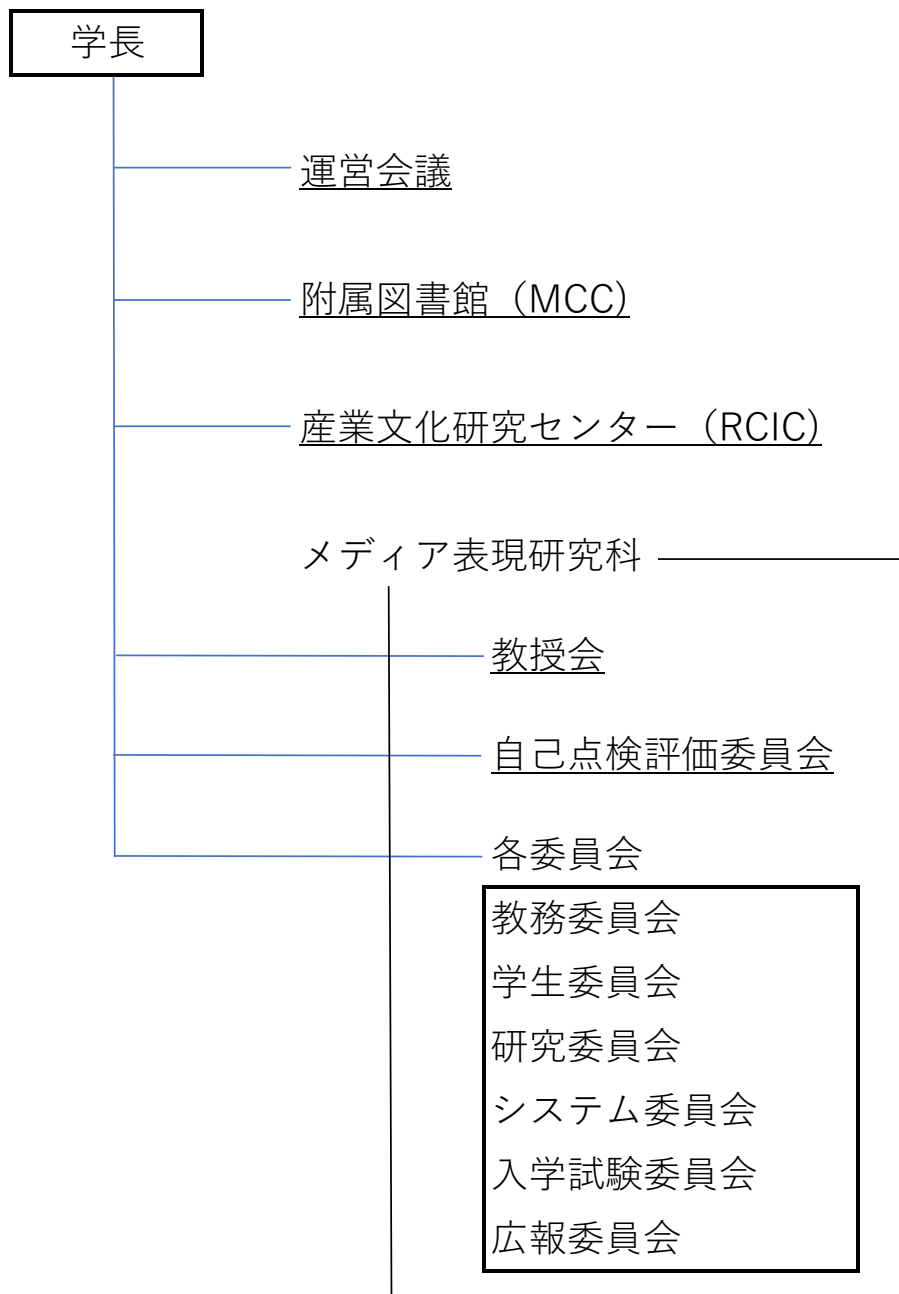 学長
運営会議
附属図書館（MCC）
産業文化研究センター（RCIC）
メディア表現研究科
教授会
自己点検評価委員会
各委員会
教務委員会
学生委員会
研究委員会
システム委員会
入学試験委員会
広報委員会